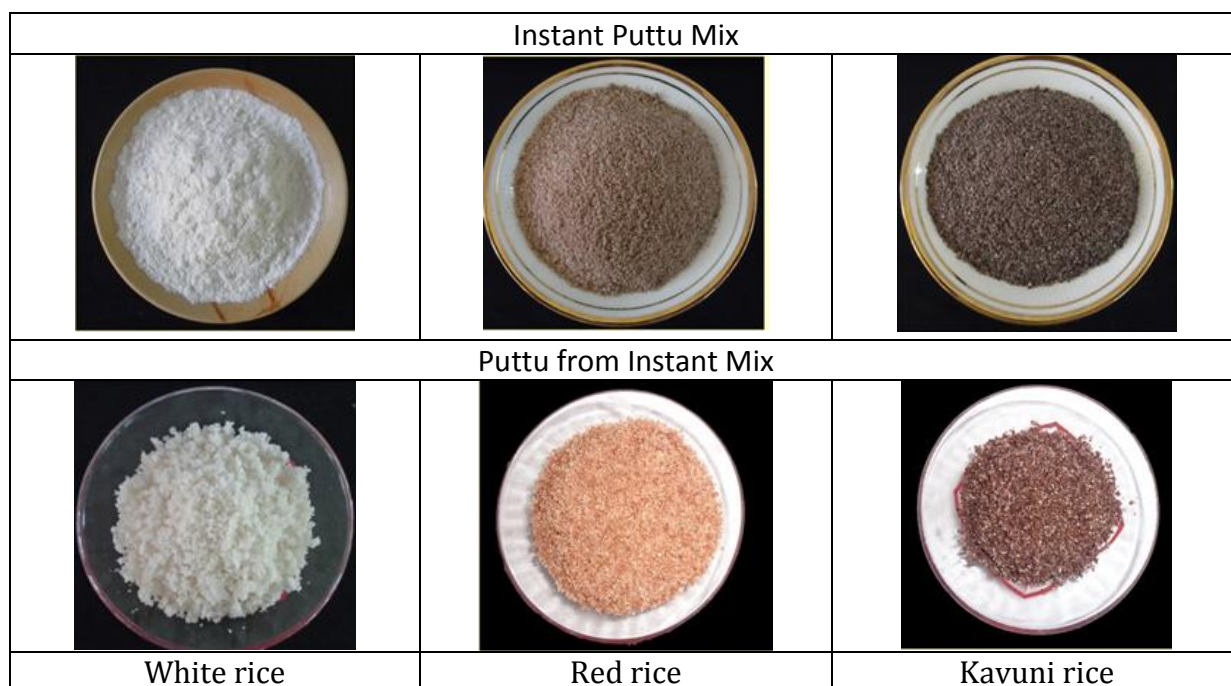 Instant Puttu Mix
Puttu from Instant Mix
White rice
Red rice
Kavuni rice